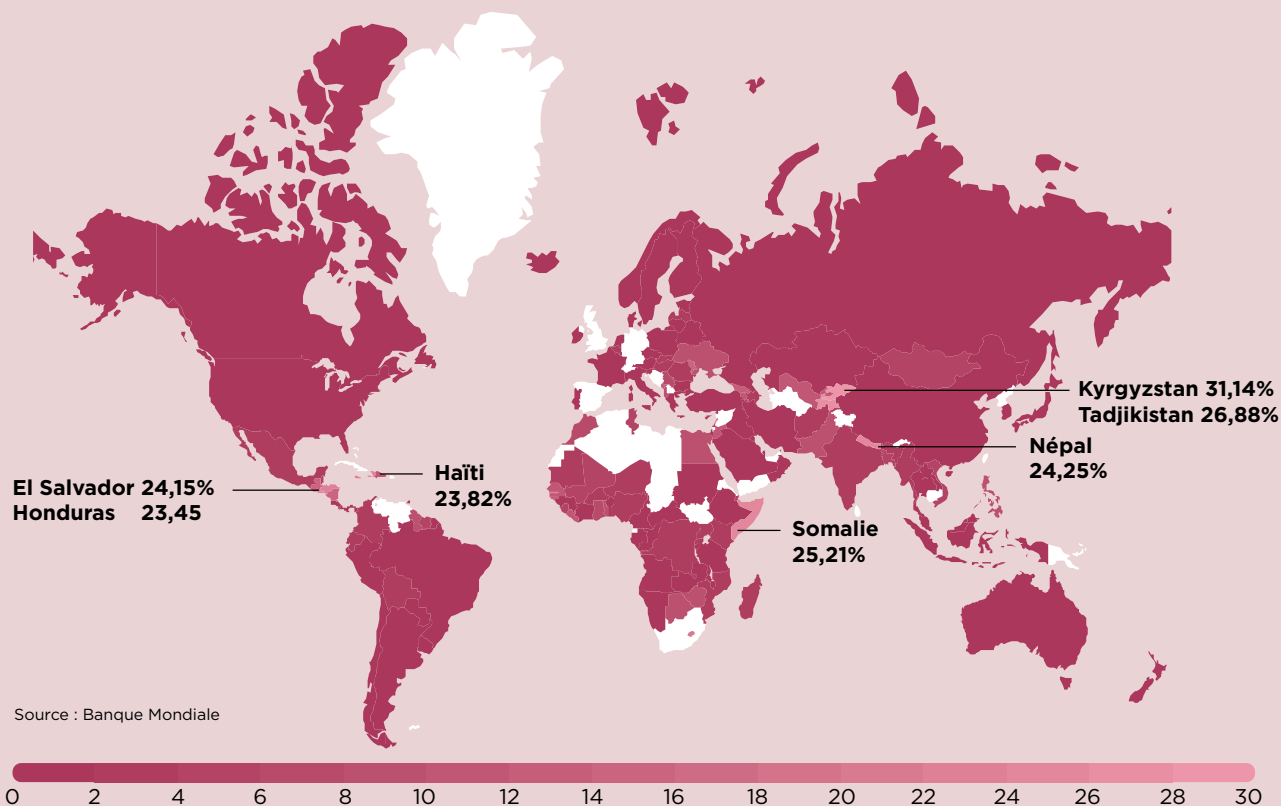 Kyrgyzstan 31,14%
Tadjikistan 26,88%
Népal
24,25%
Haïti
23,82%
El Salvador 24,15%
Honduras 23,45
Somalie
25,21%
Source : Banque Mondiale
0 2 4 6 8 10 12 14 16 18 20 22 24 26 28 30